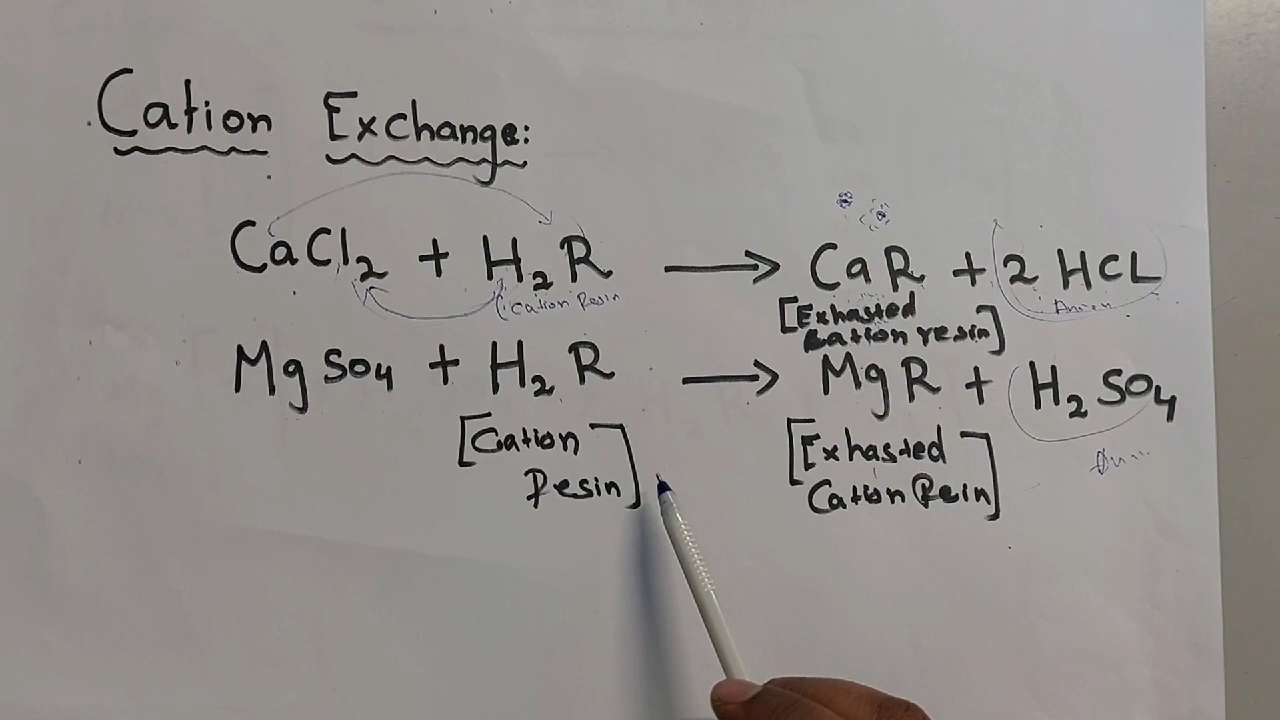 Cation Exchange:
CaCl2 + H2R → CaR + 2 HCL
(Cation Resin
[Exhasted
Cation resin]
MgSO4 + H2R → MgR + H2SO4
[Cation
Resin]
[Exhasted
Cation Rein]